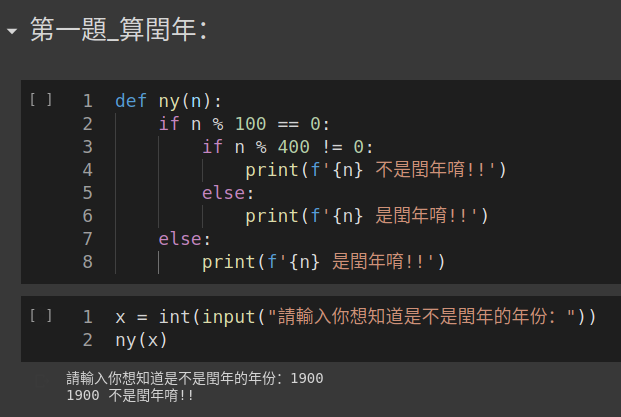 第一題_算閏年：
[ ] 1 def ny(n):
2 if n % 100 == 0:
3 if n % 400 != 0:
4 print(f'{n} 不是閏年唷!!')
5 else:
6 print(f'{n} 是閏年唷!!')
7 else:
8 print(f'{n} 是閏年唷!!')
[ ] 1 x = int(input("請輸入你想知道是不是閏年的年份："))
2 ny(x)
請輸入你想知道是不是閏年的年份：1900
1900 不是閏年唷!!